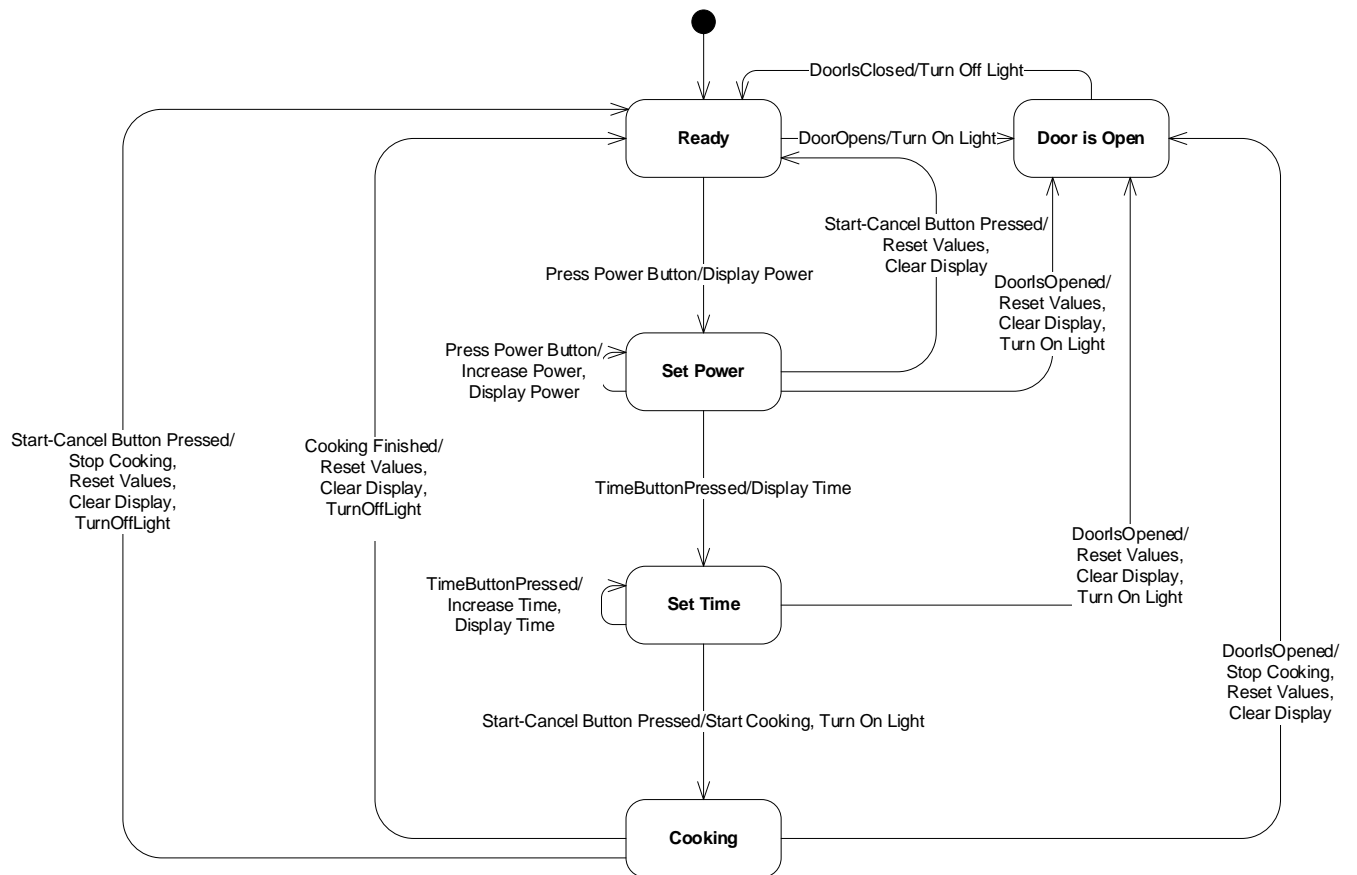 DoorIsClosed/Turn Off Light
Ready
DoorOpens/Turn On Light
Door is Open
Start-Cancel Button Pressed/
Reset Values,
Clear Display
Press Power Button/Display Power
DoorIsOpened/
Reset Values,
Clear Display,
Turn On Light
Press Power Button/
Increase Power,
Display Power
Set Power
Start-Cancel Button Pressed/
Stop Cooking,
Reset Values,
Clear Display,
TurnOffLight
Cooking Finished/
Reset Values,
Clear Display,
TurnOffLight
TimeButtonPressed/Display Time
DoorIsOpened/
Reset Values,
Clear Display,
Turn On Light
TimeButtonPressed/
Increase Time,
Display Time
Set Time
DoorIsOpened/
Stop Cooking,
Reset Values,
Clear Display
Start-Cancel Button Pressed/Start Cooking, Turn On Light
Cooking